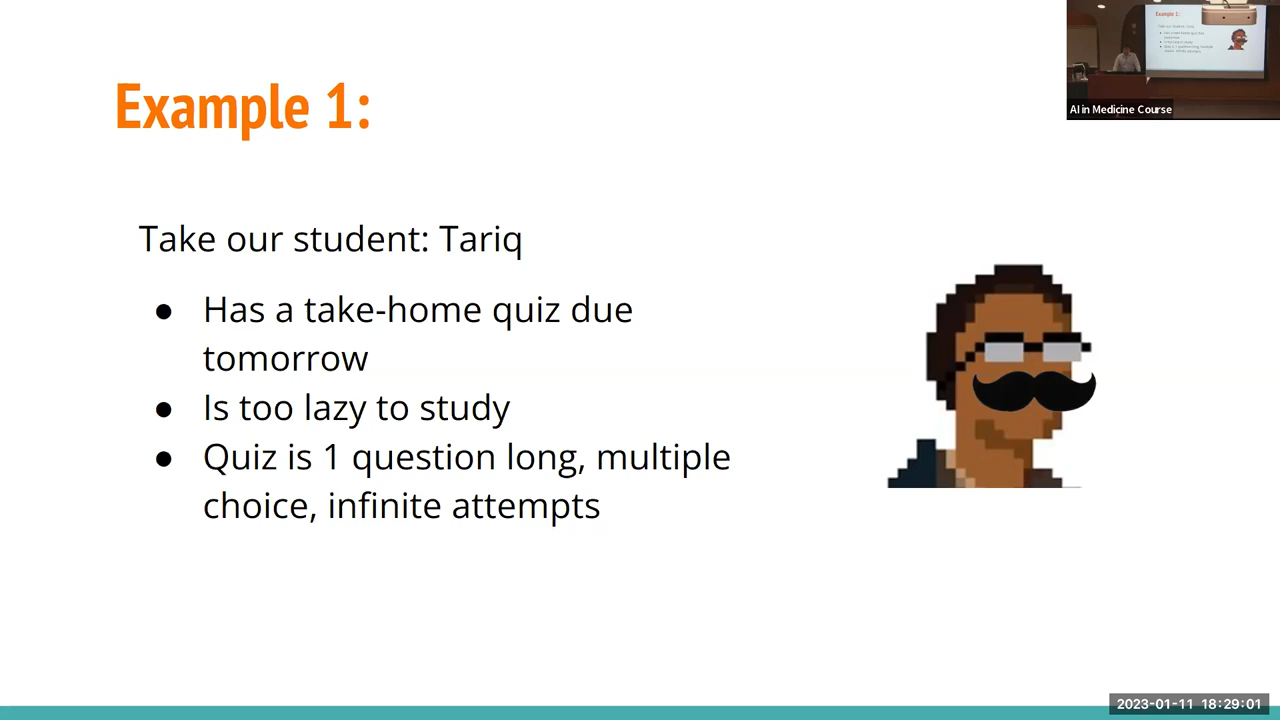 Example 1:
Take our student: Tariq
● Has a take-home quiz due
tomorrow
● Is too lazy to study
● Quiz is 1 question long, multiple
choice, infinite attempts
AI in Medicine Course
2023-01-11 18:29:01